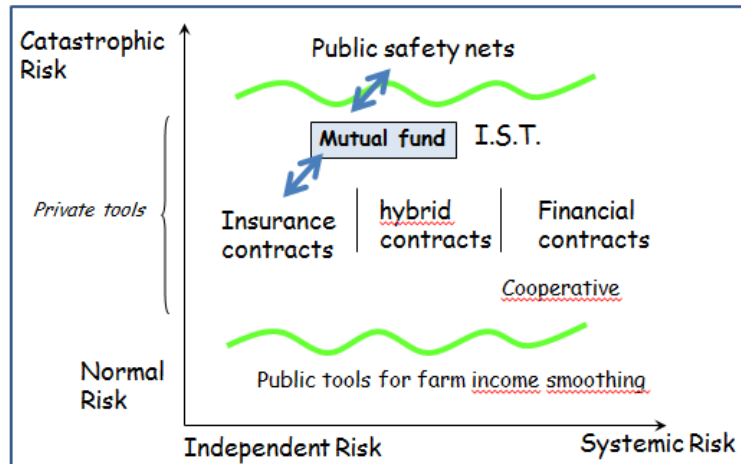 Catastrophic
Risk
Public safety nets
Mutual fund
I.S.T.
Private tools
Insurance
contracts
hybrid
contracts
Financial
contracts
Cooperative
Normal
Risk
Public tools for farm income smoothing
Independent Risk
Systemic Risk